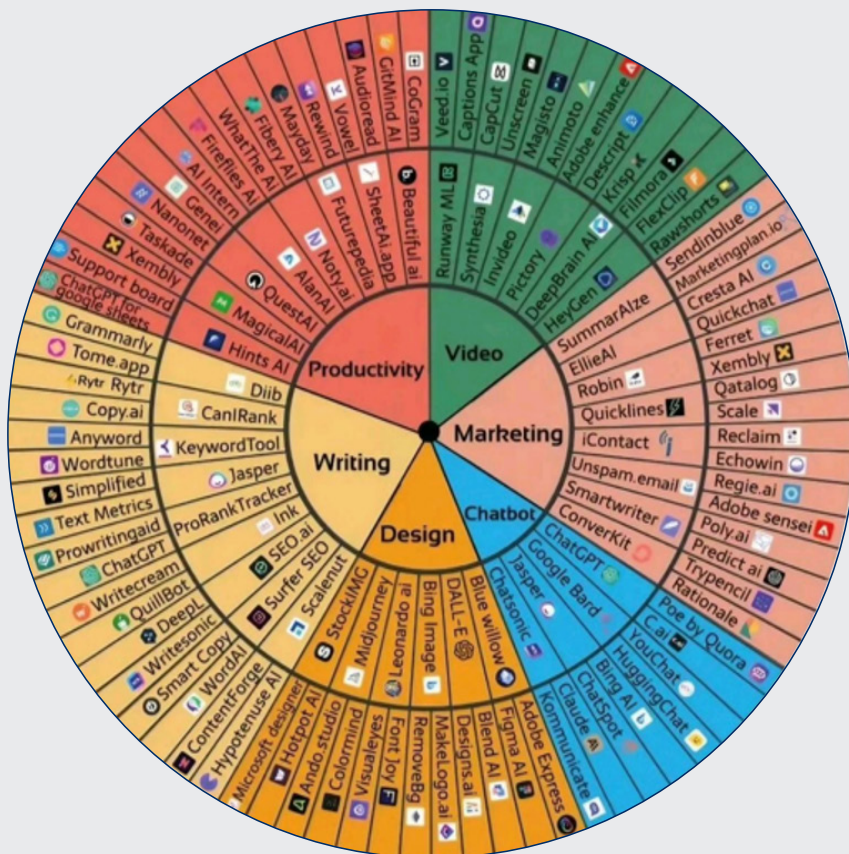 Productivity
Video
Marketing
Chatbot
Design
Writing
Hints AI
MagicalAI
QuestAI
AlanAI
Noty.ai
Futurepedia
SheetAi.app
Beautiful ai
Runway ML
Synthesia
Invideo
Pictory
DeepBrain AI
HeyGen
SummarAIze
EllieAI
Robin
Quicklines
iContact
Unspam.email
Smartwriter
ConverKit
ChatGPT
Google Bard
Jasper
Chatsonic
Blue willow
DALL-E
Bing Image
Leonardo ai
Midjourney
StockIMG
Scalenut
Surfer SEO
SEO.ai
Ink
ProRankTracker
Jasper
KeywordTool
CanIRank
Diib
ChatGPT for
google sheets
Support board
Xembly
Taskade
Nanonet
Genei
AI Intern
Fireflies AI
WhatThe Ai
Fibery AI
Mayday
Rewind
Vowel
Audioread
GitMind AI
CoGram
Veed.io
Captions App
CapCut
Unscreen
Magisto
Animoto
Adobe enhance
Descript
Krisp
Filmora
FlexClip
Rawshorts
Sendinblue
Marketingplan.io
Cresta AI
Quickchat
Ferret
Xembly
Qatalog
Scale
Reclaim
Echowin
Regie.ai
Adobe sensei
Poly.ai
Predict ai
Trypencil
Rationale
Poe by Quora
C.ai
YouChat
HuggingChat
Bing AI
ChatSpot
Claude
AI
Kommunicate
Adobe Express
Figma AI
Blend AI
Designs.ai
MakeLogo.ai
RemoveBg
Font Joy
Visualeyes
Colormind
Ando.studio
Hotpot AI
Microsoft designer
Hypotenuse Ai
ContentForge
WordAi
Smart Copy
Writesonic
DeepL
QuillBot
Writecream
ChatGPT
Prowritingaid
Text Metrics
Simplified
Wordtune
Anyword
Copy.ai
Rytr Rytr
Tome.app
Grammarly